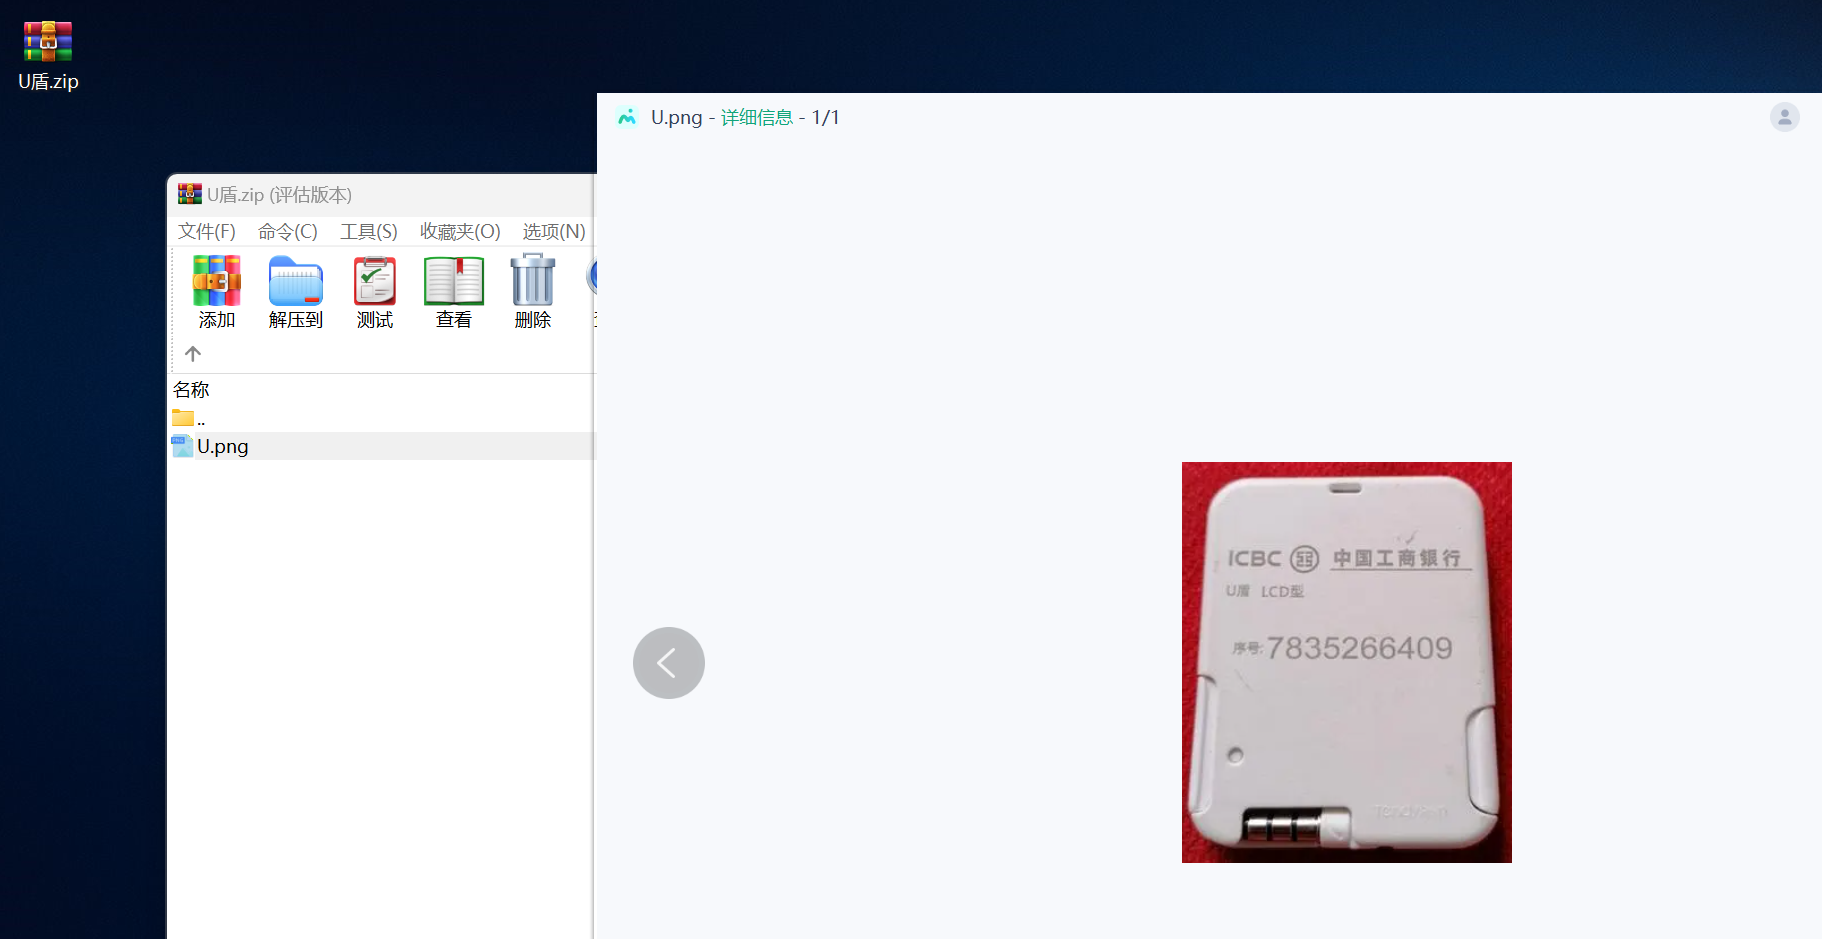 U盾.zip
U.png - 详细信息 - 1/1
U盾.zip (评估版本)
文件(F) 命令(C) 工具(S) 收藏夹(O) 选项(N)
添加 解压到 测试 查看 删除
名称
..
U.png
ICBC 中国工商银行
U盾 LCD型
序号:7835266409